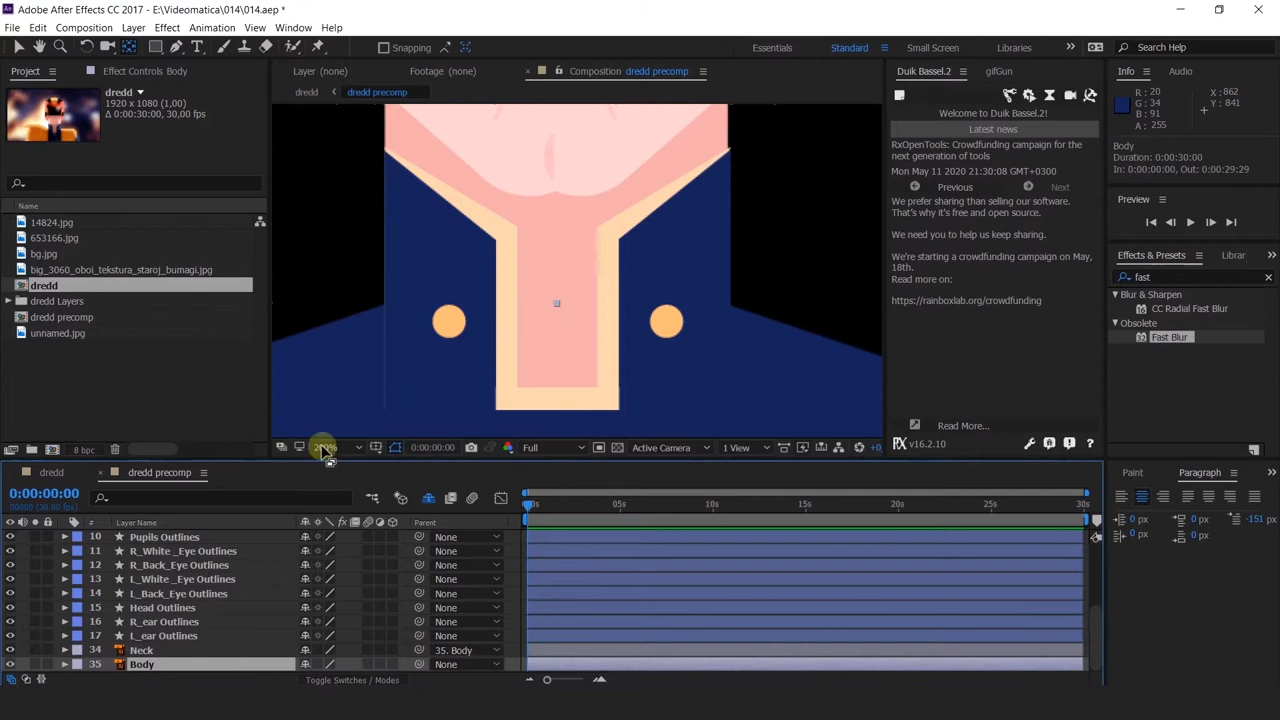 Adobe After Effects CC 2017 - E:\Videomatica\014\014.aep *
File Edit Composition Layer Effect Animation View Window Help
Snapping Essentials Standard Small Screen Libraries Search Help
Project Effect Controls Body Layer (none) Footage (none) Composition dredd precomp Duik Bassel.2 gifGun Info Audio
dredd
1920 x 1080 (1,00)
Δ 0:00:30:00, 30,00 fps
dredd dredd precomp
R : 20
G : 34
B : 91
A : 255
X : 862
Y : 841
Welcome to Duik Bassel.2!
Latest news
RxOpenTools: Crowdfunding campaign for the
next generation of tools
Mon May 11 2020 21:30:08 GMT+0300
Previous Next
We prefer sharing than selling our software.
That's why it's free and open source.
We need you to help us keep sharing.
We're starting a crowdfunding campaign on May,
18th.
Read more on:
https://rainboxlab.org/crowdfunding
Read more...
v16.2.10
Body
Duration: 0:00:30:00
In: 0:00:00:00, Out: 0:00:29:29
Preview
Effects & Presets Librar
fast
Blur & Sharpen
CC Radial Fast Blur
Obsolete
Fast Blur
Name
14824.jpg
653166.jpg
bg.jpg
big_3060_oboi_tekstura_staroj_bumagi.jpg
dredd
dredd Layers
dredd precomp
unnamed.jpg
8 bpc
0:00:00:00 Full Active Camera 1 View
dredd dredd precomp
0:00:00:00
00000 (30.00 fps)
05s 10s 15s 20s 25s 30s
# Layer Name Parent
10 Pupils Outlines None
11 R_White _Eye Outlines None
12 R_Back_Eye Outlines None
13 L_White _Eye Outlines None
14 L_Back_Eye Outlines None
15 Head Outlines None
16 R_ear Outlines None
17 L_ear Outlines None
34 Neck 35. Body
35 Body None
Toggle Switches / Modes
Paint Paragraph
0 px 0 px -151 px
0 px 0 px